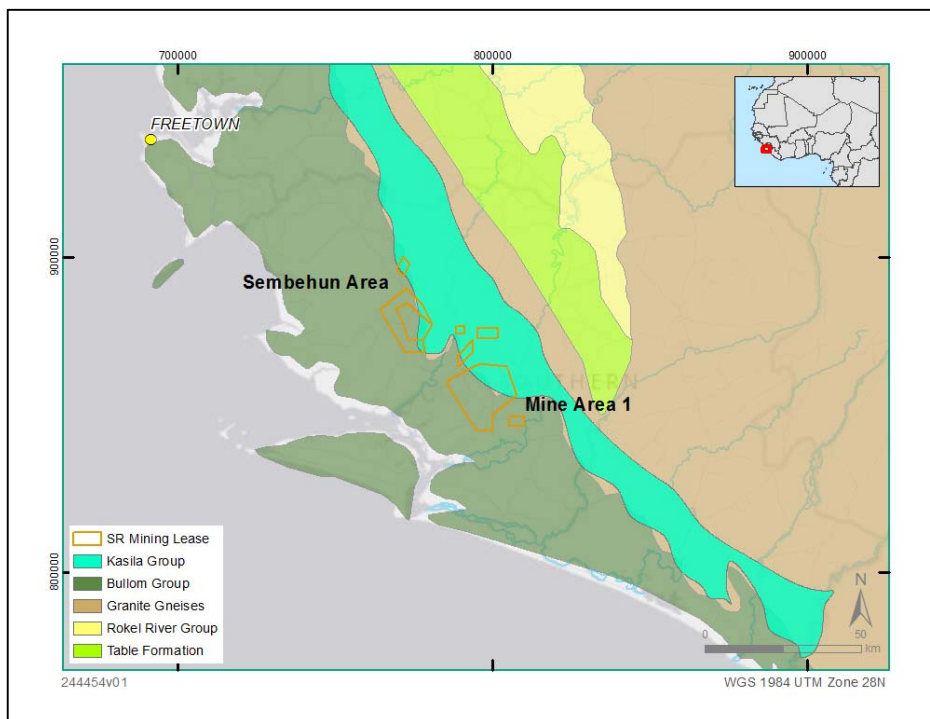 700000
800000
900000
FREETOWN
900000
Sembehun Area
THERN
Mine Area 1
SR Mining Lease
Kasila Group
Bullom Group
Granite Gneises
Rokel River Group
Table Formation
800000
N
0
50
km
244454v01
WGS 1984 UTM Zone 28N